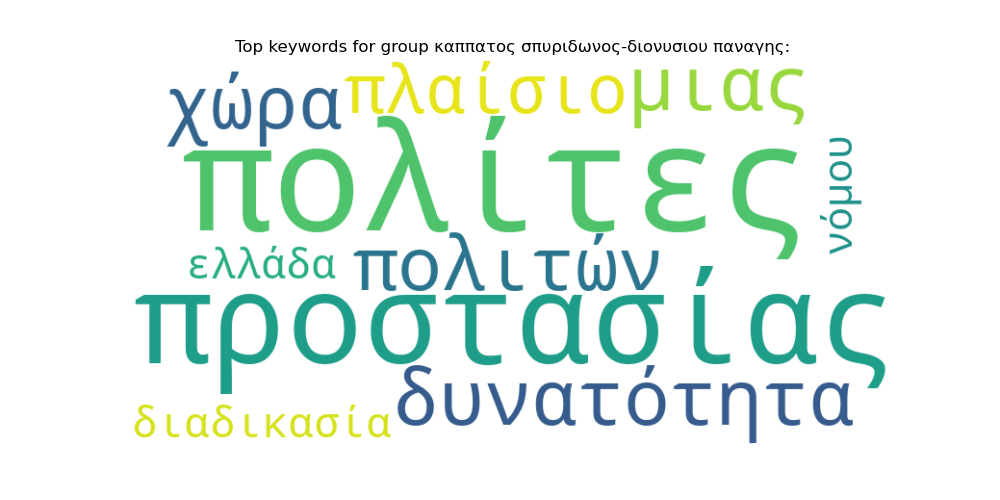 Top keywords for group καππατος σπυριδωνος-διονυσιου παναγης:
χώρα
πλαίσιο
μιας
πολίτες
νόμου
ελλάδα
πολιτών
προστασίας
διαδικασία
δυνατότητα